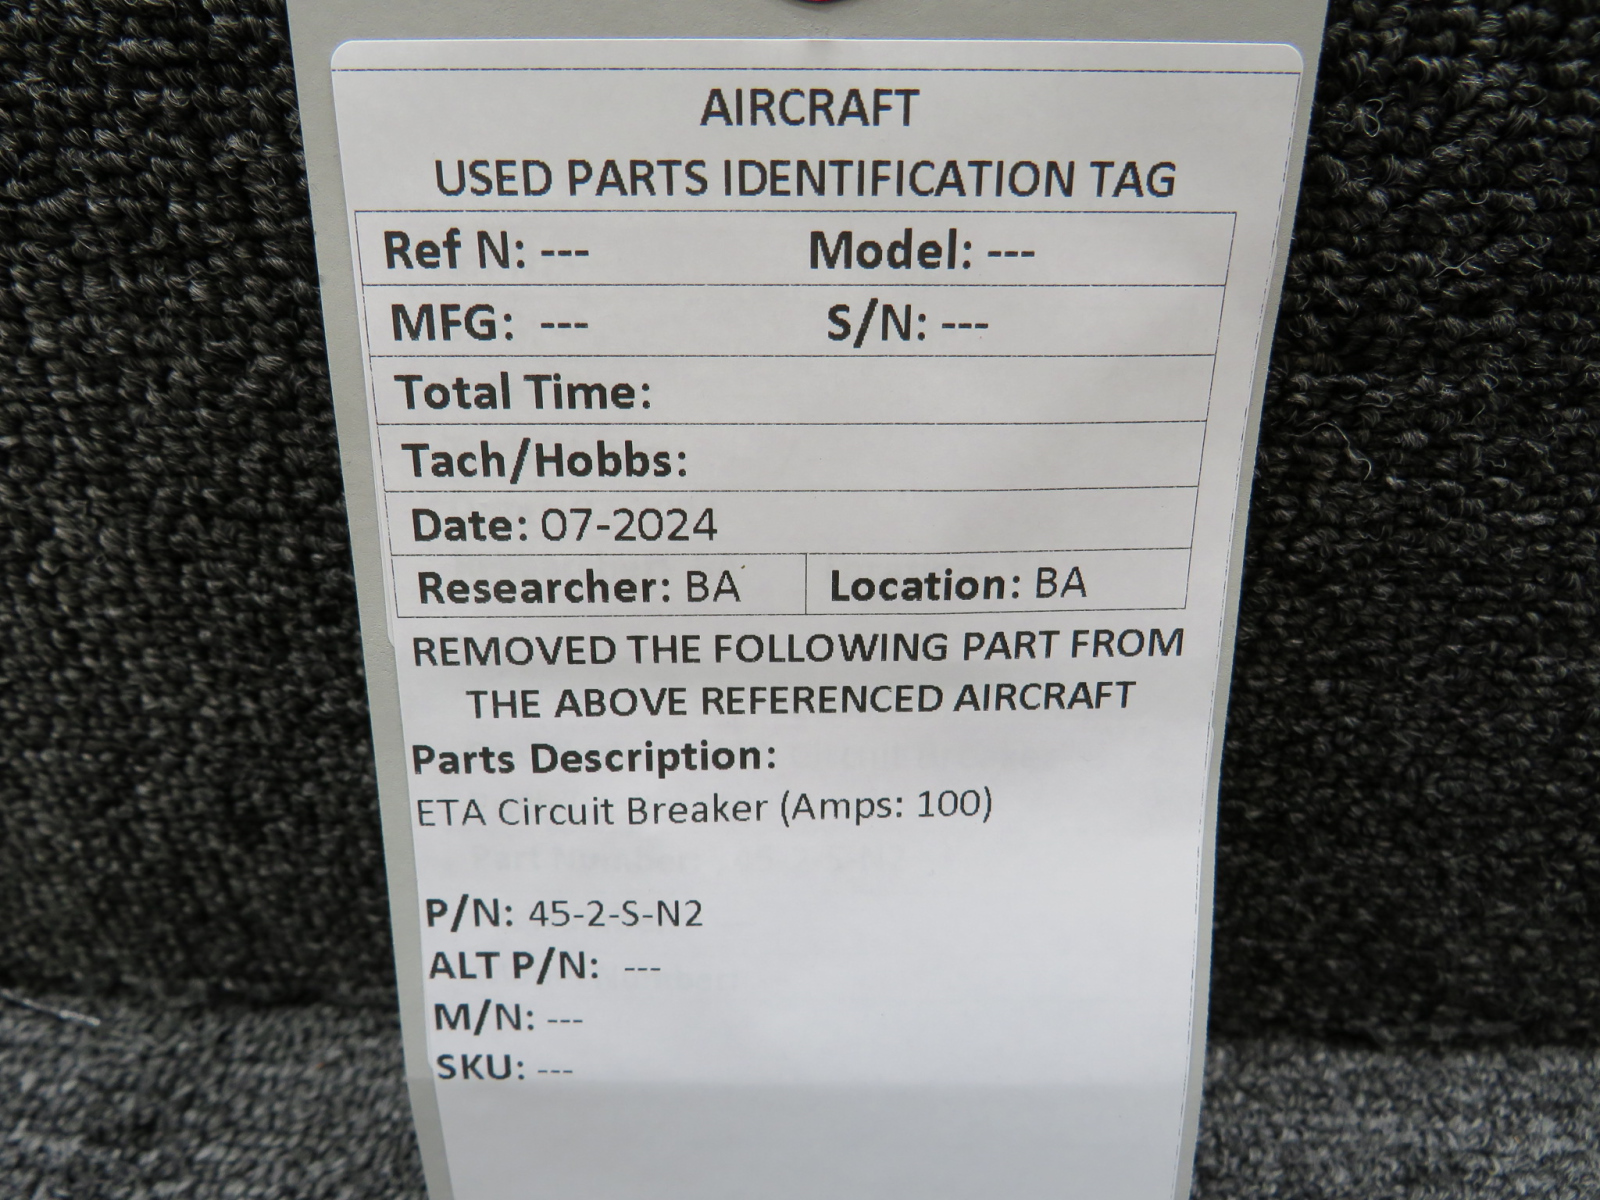 AIRCRAFT
USED PARTS IDENTIFICATION TAG
Ref N: --- Model: ---
MFG: --- S/N: ---
Total Time:
Tach/Hobbs:
Date: 07-2024
Researcher: BA Location: BA
REMOVED THE FOLLOWING PART FROM
THE ABOVE REFERENCED AIRCRAFT
Parts Description:
ETA Circuit Breaker (Amps: 100)
P/N: 45-2-S-N2
ALT P/N: ---
M/N: ---
SKU: ---